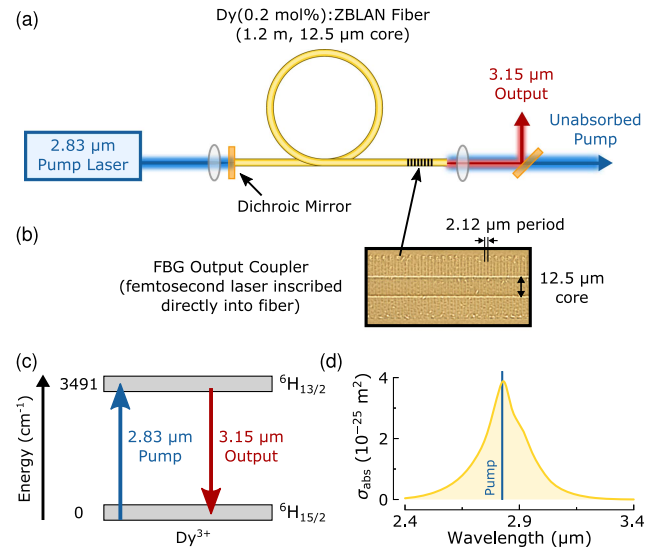 (a)
Dy(0.2 mol%):ZBLAN Fiber
(1.2 m, 12.5 μm core)
3.15 μm
Output
Unabsorbed
Pump
2.83 μm
Pump Laser
Dichroic Mirror
(b)
2.12 μm period
FBG Output Coupler
(femtosecond laser inscribed
directly into fiber)
12.5 μm
core
(c)
Energy (cm⁻¹)
3491
⁶H₁₃/₂
2.83 μm
Pump
3.15 μm
Output
0
⁶H₁₅/₂
Dy³⁺
(d)
σabs (10⁻²⁵ m²)
4
2
0
Pump
2.4
2.9
3.4
Wavelength (μm)